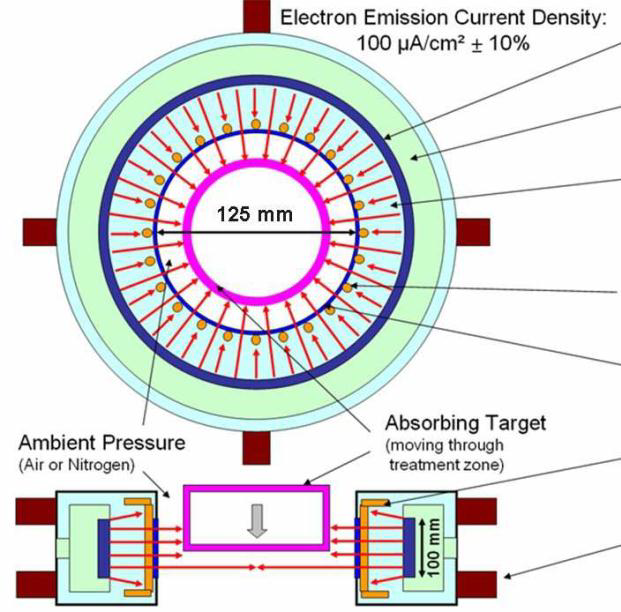 Electron Emission Current Density:
100 µA/cm² ± 10%
125 mm
Ambient Pressure
(Air or Nitrogen)
Absorbing Target
(moving through
treatment zone)
100 mm